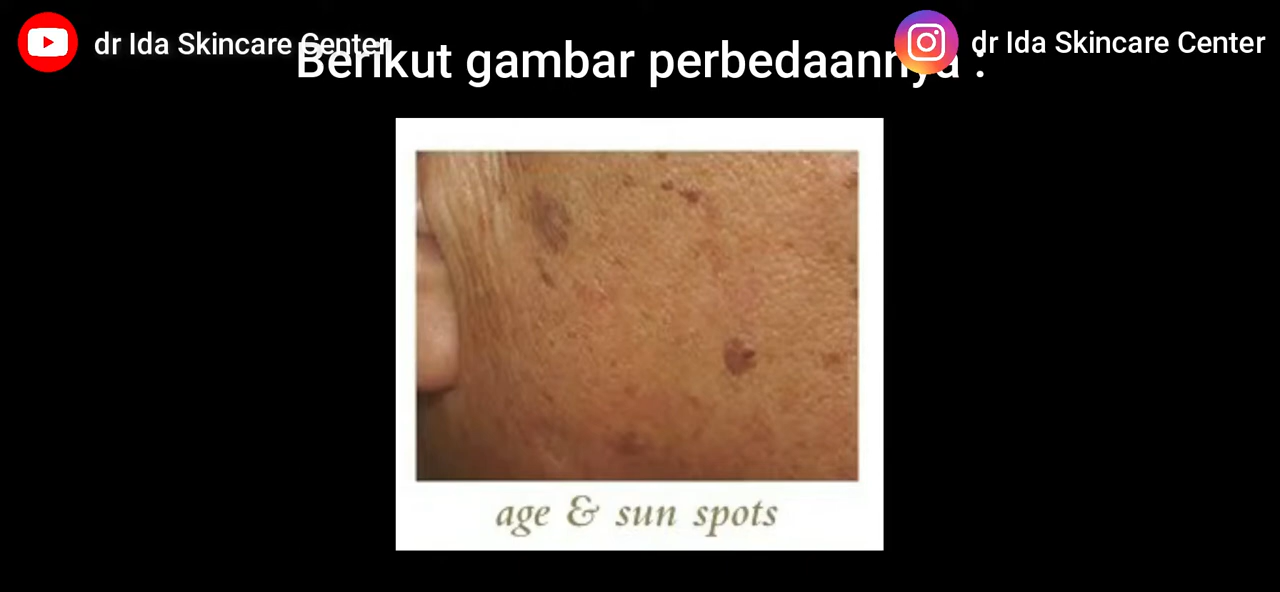 dr Ida Skincare Center
dr Ida Skincare Center
Berikut gambar perbedaannya :
age & sun spots